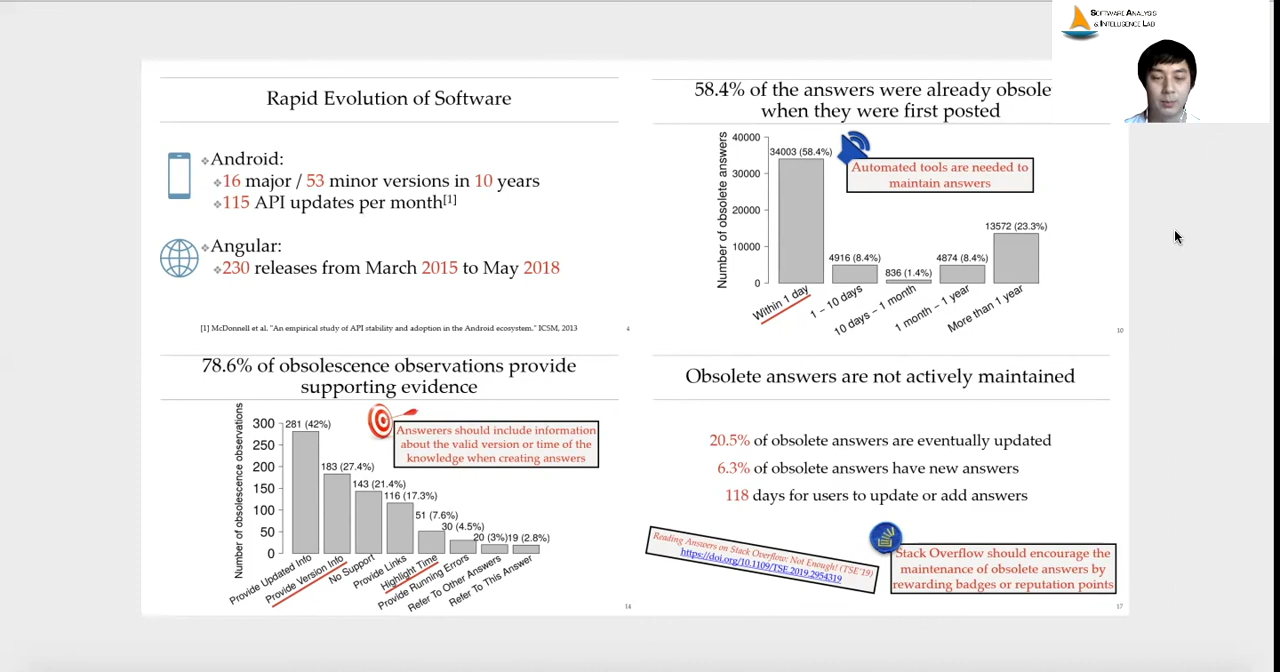 SOFTWARE ANALYSIS
& INTELLIGENCE LAB
Rapid Evolution of Software
Android:
16 major / 53 minor versions in 10 years
115 API updates per month[1]
Angular:
230 releases from March 2015 to May 2018
[1] McDonnell et al. "An empirical study of API stability and adoption in the Android ecosystem." ICSM, 2013
4
58.4% of the answers were already obsole
when they were first posted
Number of obsolete answers
40000
30000
20000
10000
0
34003 (58.4%)
4916 (8.4%)
836 (1.4%)
4874 (8.4%)
13572 (23.3%)
Within 1 day
1 – 10 days
10 days – 1 month
1 month – 1 year
More than 1 year
Automated tools are needed to
maintain answers
10
78.6% of obsolescence observations provide
supporting evidence
Number of obsolescence observations
300
250
200
150
100
50
0
281 (42%)
183 (27.4%)
143 (21.4%)
116 (17.3%)
51 (7.6%)
30 (4.5%)
20 (3%)
19 (2.8%)
Provide Updated Info
Provide Version Info
No Support
Provide Links
Highlight Time
Provide Running Errors
Refer To Other Answers
Refer To This Answer
Answerers should include information
about the valid version or time of the
knowledge when creating answers
14
Obsolete answers are not actively maintained
20.5% of obsolete answers are eventually updated
6.3% of obsolete answers have new answers
118 days for users to update or add answers
Reading Answers on Stack Overflow: Not Enough! (TSE'19)
https://doi.org/10.1109/TSE.2019.2954319
Stack Overflow should encourage the
maintenance of obsolete answers by
rewarding badges or reputation points
17